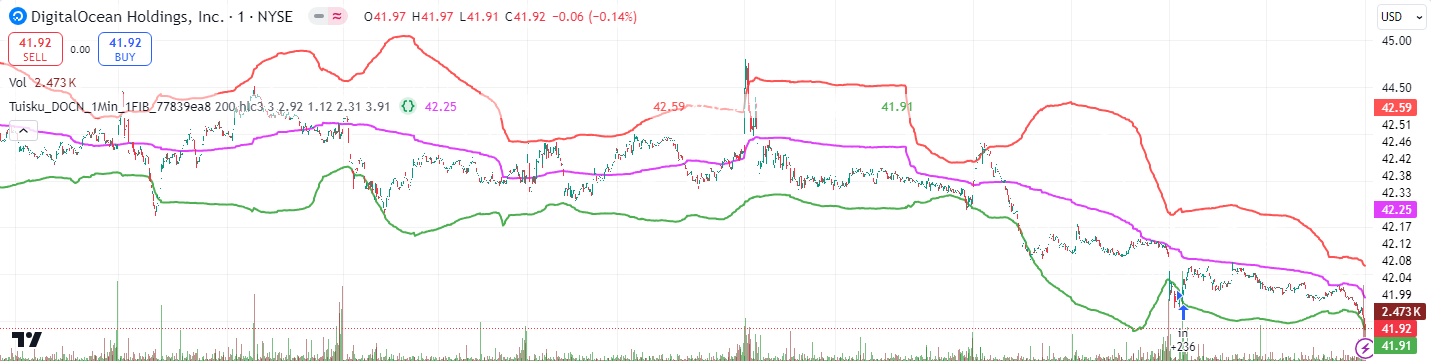 DigitalOcean Holdings, Inc. · 1 · NYSE O41.97 H41.97 L41.91 C41.92 −0.06 (−0.14%)
USD
41.92 SELL
0.00
41.92 BUY
Vol 2.473 K
Tuisku_DOCN_1Min_1FIB_77839ea8 200 hlc3 3 2.92 1.12 2.31 3.91 {} 42.25 42.59 41.91
45.00
44.50
42.59
42.51
42.46
42.42
42.38
42.33
42.25
42.17
42.12
42.08
42.04
41.99
2.473 K
41.92
41.91
in
+236